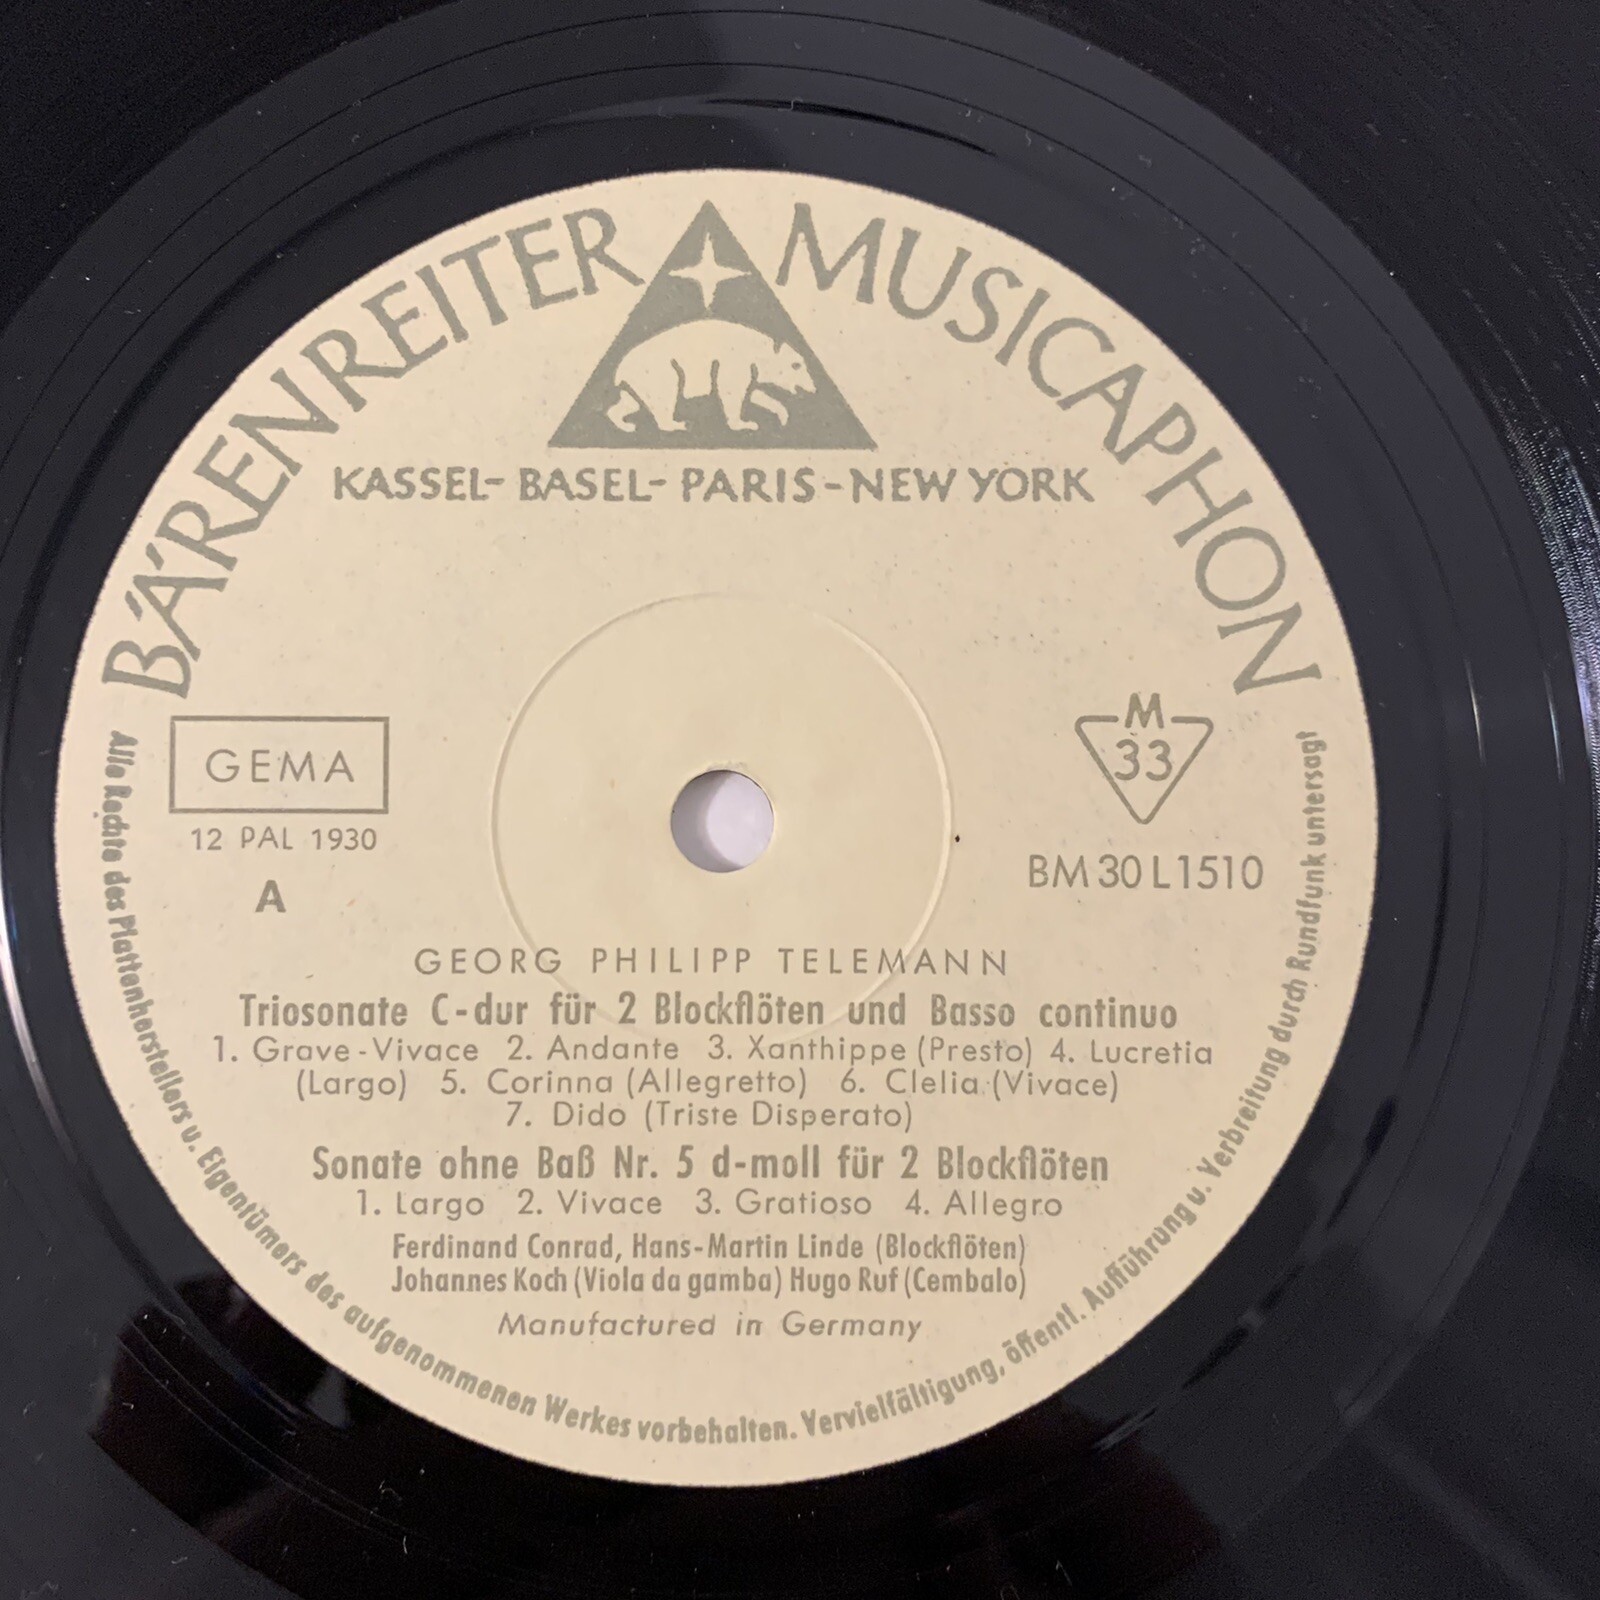 BÄRENREITER MUSICAPHON
KASSEL- BASEL- PARIS - NEW YORK
GEMA
12 PAL 1930
A
M
33
BM 30 L 1510
GEORG PHILIPP TELEMANN
Triosonate C-dur für 2 Blockflöten und Basso continuo
1. Grave - Vivace 2. Andante 3. Xanthippe (Presto) 4. Lucretia
(Largo) 5. Corinna (Allegretto) 6. Clelia (Vivace)
7. Dido (Triste Disperato)
Sonate ohne Baß Nr. 5 d-moll für 2 Blockflöten
1. Largo 2. Vivace 3. Gratioso 4. Allegro
Ferdinand Conrad, Hans-Martin Linde (Blockflöten)
Johannes Koch (Viola da gamba) Hugo Ruf (Cembalo)
Manufactured in Germany
Alle Rechte des Plattenherstellers u. Eigentümers des aufgenommenen Werkes vorbehalten. Vervielfältigung, öffentl. Aufführung u. Verbreitung durch Rundfunk untersagt